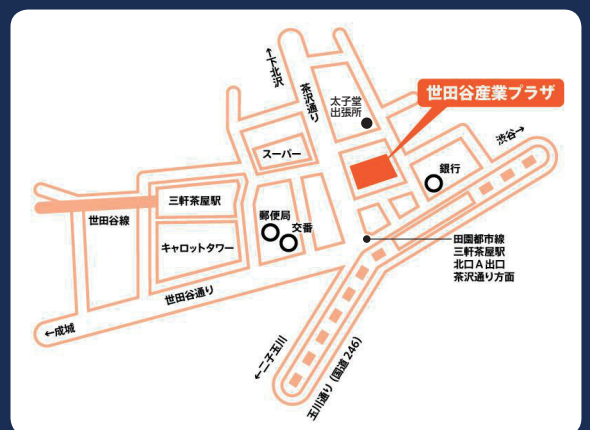 ←下北沢
茶沢通り
太子堂
出張所
世田谷産業プラザ
渋谷→
スーパー
銀行
三軒茶屋駅
世田谷線
郵便局
交番
キャロットタワー
田園都市線
三軒茶屋駅
北口A出口
茶沢通り方面
世田谷通り
←成城
←二子玉川
玉川通り（国道246）